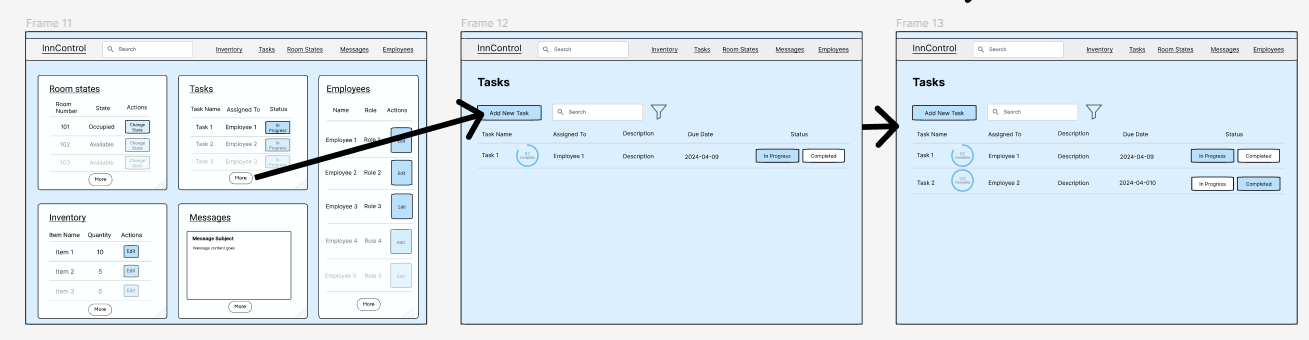 Frame 11
InnControl
Search
Inventory Tasks Room States Messages Employees
Room states
Room Number State Actions
101 Occupied Change State
102 Available Change State
103 Available Change State
More
Tasks
Task Name Assigned To Status
Task 1 Employee 1 In Progress
Task 2 Employee 2 In Progress
Task 3 Employee 3 In Progress
More
Employees
Name Role Actions
Employee 1 Role 1 Edit
Employee 2 Role 2 Edit
Employee 3 Role 3 Edit
Employee 4 Role 4 Edit
Employee 5 Role 5 Edit
More
Inventory
Item Name Quantity Actions
Item 1 10 Edit
Item 2 5 Edit
Item 3 6 Edit
More
Messages
Message Subject
Message content goes
More
Frame 12
InnControl
Search
Inventory Tasks Room States Messages Employees
Tasks
Add New Task
Search
Task Name Assigned To Description Due Date Status
Task 1 Complete Employee 1 Description 2024-04-09 In Progress Completed
Frame 13
InnControl
Search
Inventory Tasks Room States Messages Employees
Tasks
Add New Task
Search
Task Name Assigned To Description Due Date Status
Task 1 Complete Employee 1 Description 2024-04-09 In Progress Completed
Task 2 Complete Employee 2 Description 2024-04-010 In Progress Completed